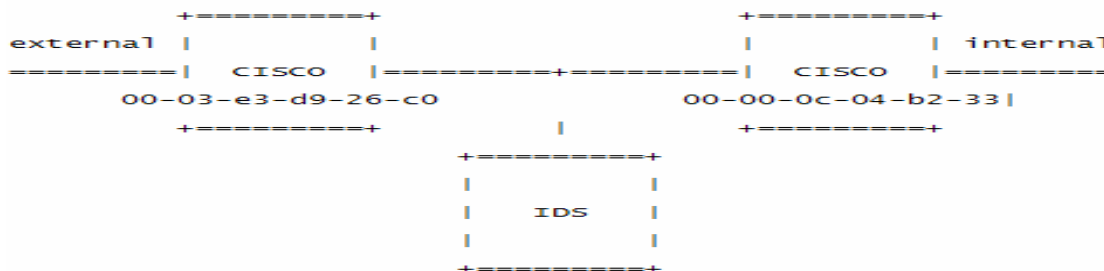 +=========+ +=========+
external | | | | internal
=========| CISCO |=========+=========| CISCO |=========
00-03-e3-d9-26-c0 00-00-0c-04-b2-33|
+=========+ | +=========+
+=========+
| |
| IDS |
| |
+=========+